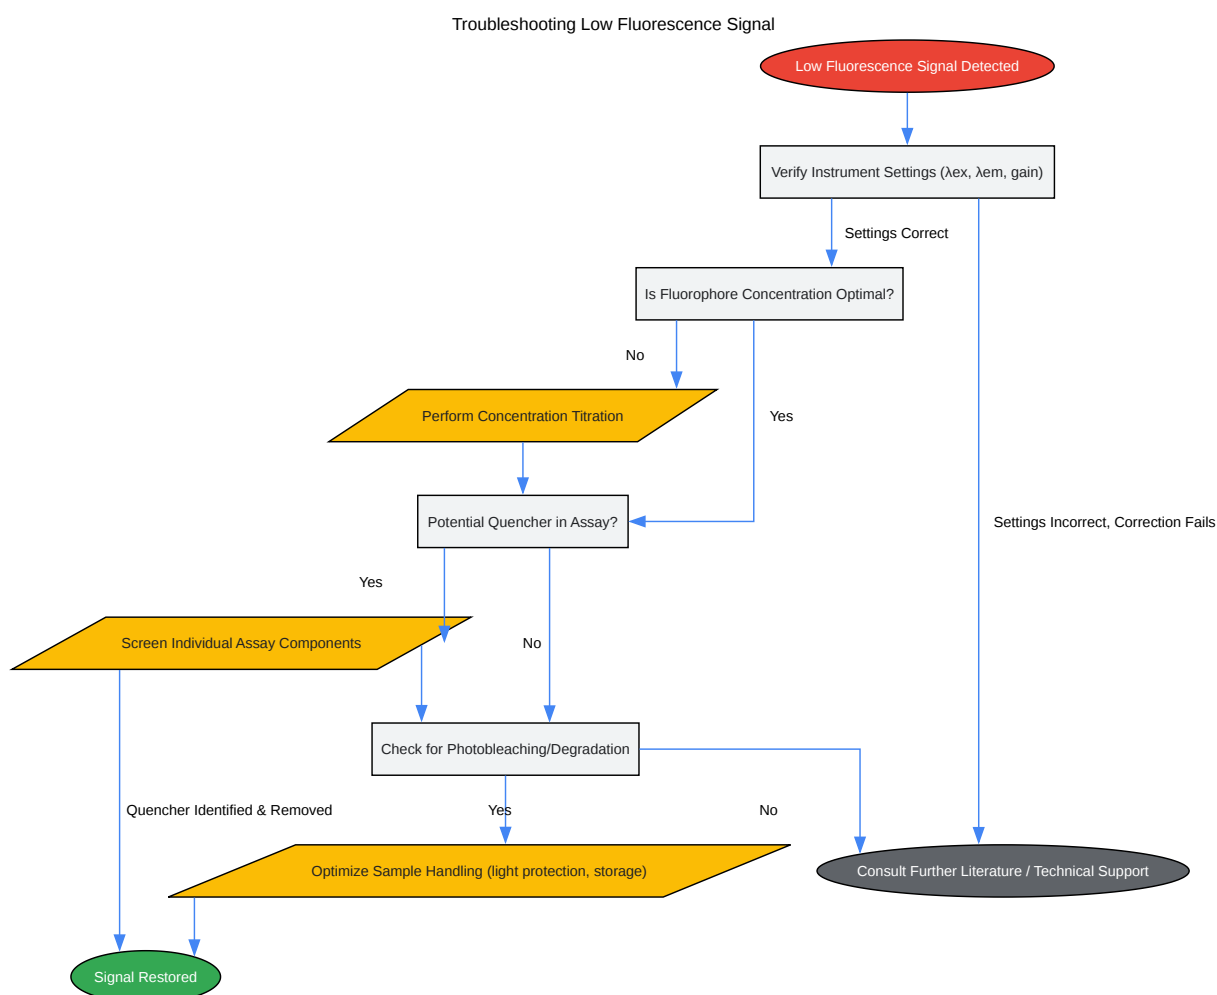 Troubleshooting Low Fluorescence Signal
Low Fluorescence Signal Detected
Verify Instrument Settings (λex, λem, gain)
Settings Correct
Is Fluorophore Concentration Optimal?
No
Perform Concentration Titration
Yes
Potential Quencher in Assay?
Settings Incorrect, Correction Fails
Yes
Screen Individual Assay Components
No
Check for Photobleaching/Degradation
Quencher Identified & Removed
Yes
No
Optimize Sample Handling (light protection, storage)
Consult Further Literature / Technical Support
Signal Restored